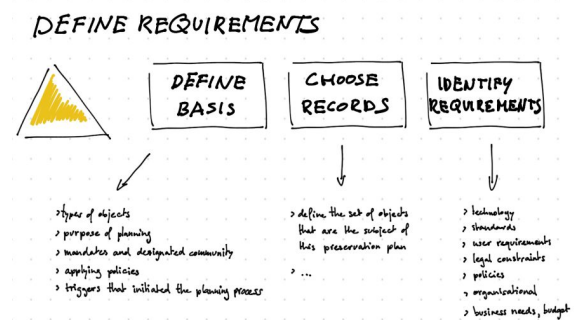 DEFINE REQUIREMENTS
DEFINE
BASIS
CHOOSE
RECORDS
IDENTIFY
REQUIREMENTS
> types of objects
> purpose of planning
> mandates and designated community
> applying policies
> triggers that initiated the planning process
> define the set of objects
that are the subject of
this preservation plan
> ...
> technology
> standards
> user requirements
> legal constraints
> policies
> organisational
> business needs, budget